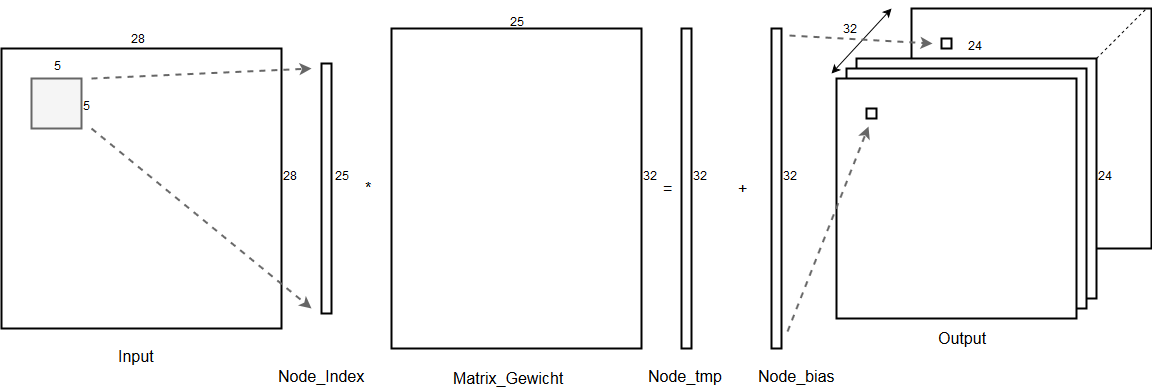 28
5
5
28
Input
25
Node_Index
*
25
32
Matrix_Gewicht
=
32
Node_tmp
+
32
Node_bias
32
24
24
Output